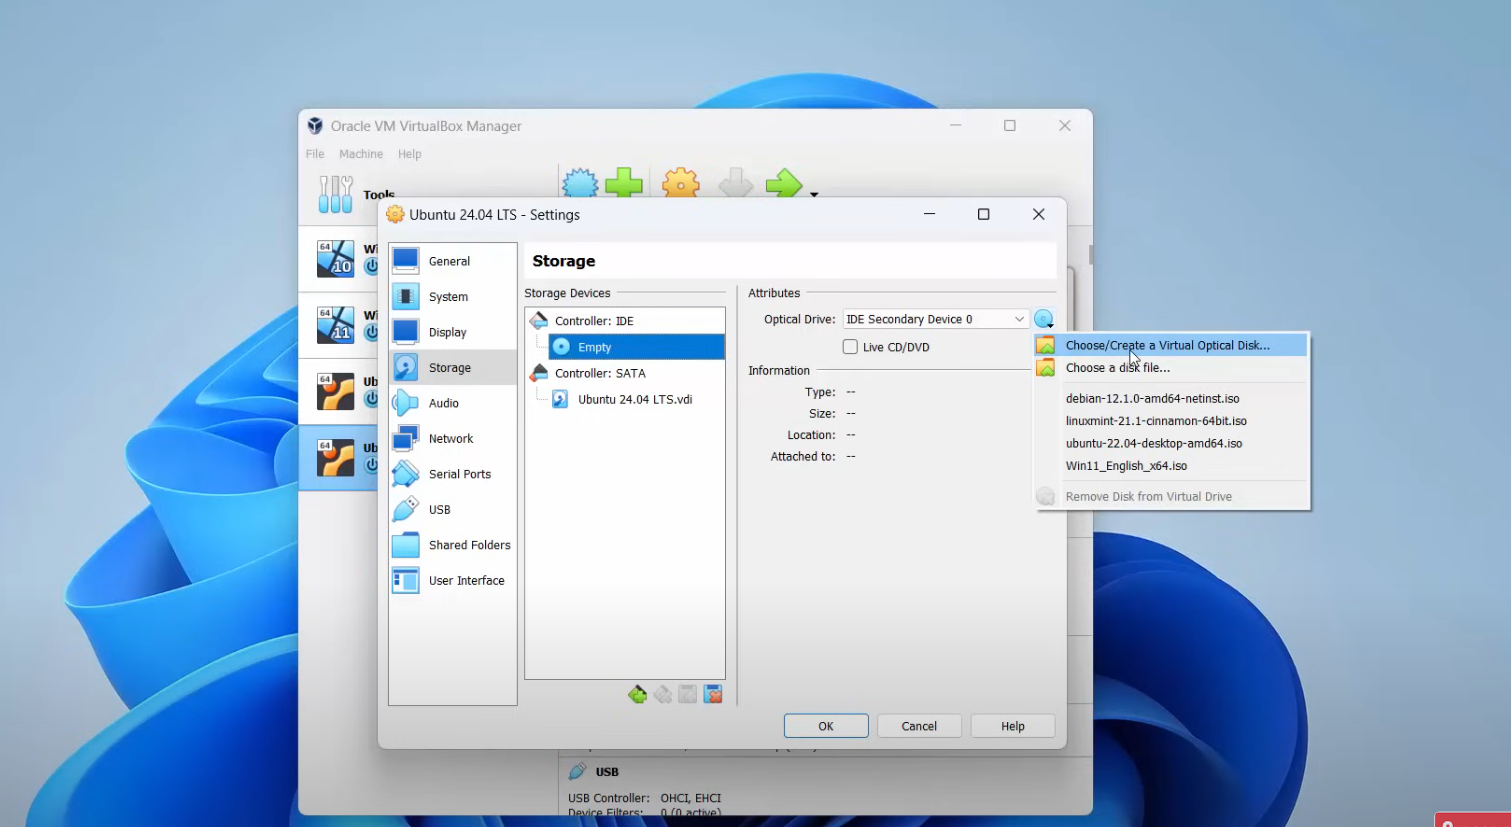 Oracle VM VirtualBox Manager
File Machine Help
Tools
64
10
64
11
64
64
Ubuntu 24.04 LTS - Settings
General
System
Display
Storage
Audio
Network
Serial Ports
USB
Shared Folders
User Interface
Storage
Storage Devices
Controller: IDE
Empty
Controller: SATA
Ubuntu 24.04 LTS.vdi
Attributes
Optical Drive: IDE Secondary Device 0
Live CD/DVD
Information
Type: --
Size: --
Location: --
Attached to: --
Choose/Create a Virtual Optical Disk...
Choose a disk file...
debian-12.1.0-amd64-netinst.iso
linuxmint-21.1-cinnamon-64bit.iso
ubuntu-22.04-desktop-amd64.iso
Win11_English_x64.iso
Remove Disk from Virtual Drive
OK Cancel Help
USB
USB Controller: OHCI, EHCI
Device Filters: 0 (0 active)